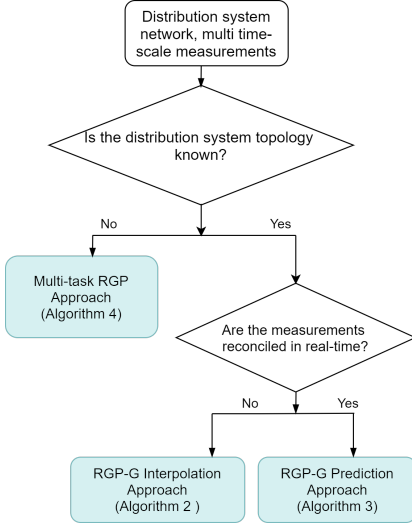 Distribution system
network, multi time-
scale measurements
Is the distribution system topology
known?
No
Yes
Multi-task RGP
Approach
(Algorithm 4)
Are the measurements
reconciled in real-time?
No
Yes
RGP-G Interpolation
Approach
(Algorithm 2 )
RGP-G Prediction
Approach
(Algorithm 3)